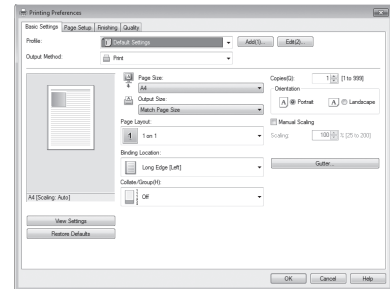 Printing Preferences
Basic Settings Page Setup Finishing Quality
Profile: Default Settings Add(1)... Edit(2)...
Output Method: Print
Page Size:
A4
Output Size:
Match Page Size
Copies(Q): 1 [1 to 999]
Orientation
A Portrait A Landscape
Page Layout:
1 1 on 1
Manual Scaling
Scaling: 100 % [25 to 200]
Binding Location:
Long Edge [Left]
Gutter...
Collate/Group(H):
Off
A4 [Scaling: Auto]
View Settings
Restore Defaults
OK Cancel Help